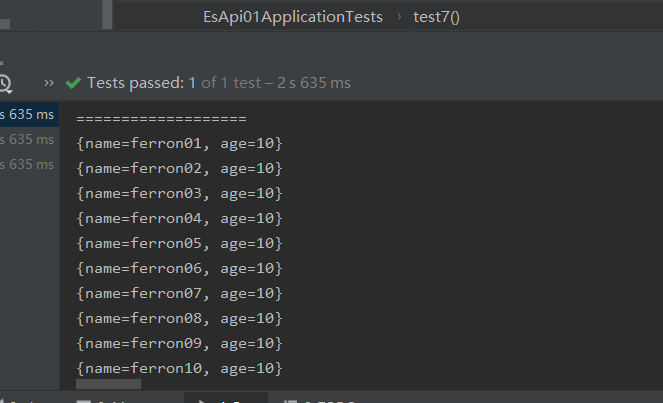 EsApi01ApplicationTests › test7()
›› ✔ Tests passed: 1 of 1 test – 2 s 635 ms
s 635 ms
s 635 ms
s 635 ms
===================
{name=ferron01, age=10}
{name=ferron02, age=10}
{name=ferron03, age=10}
{name=ferron04, age=10}
{name=ferron05, age=10}
{name=ferron06, age=10}
{name=ferron07, age=10}
{name=ferron08, age=10}
{name=ferron09, age=10}
{name=ferron10, age=10}